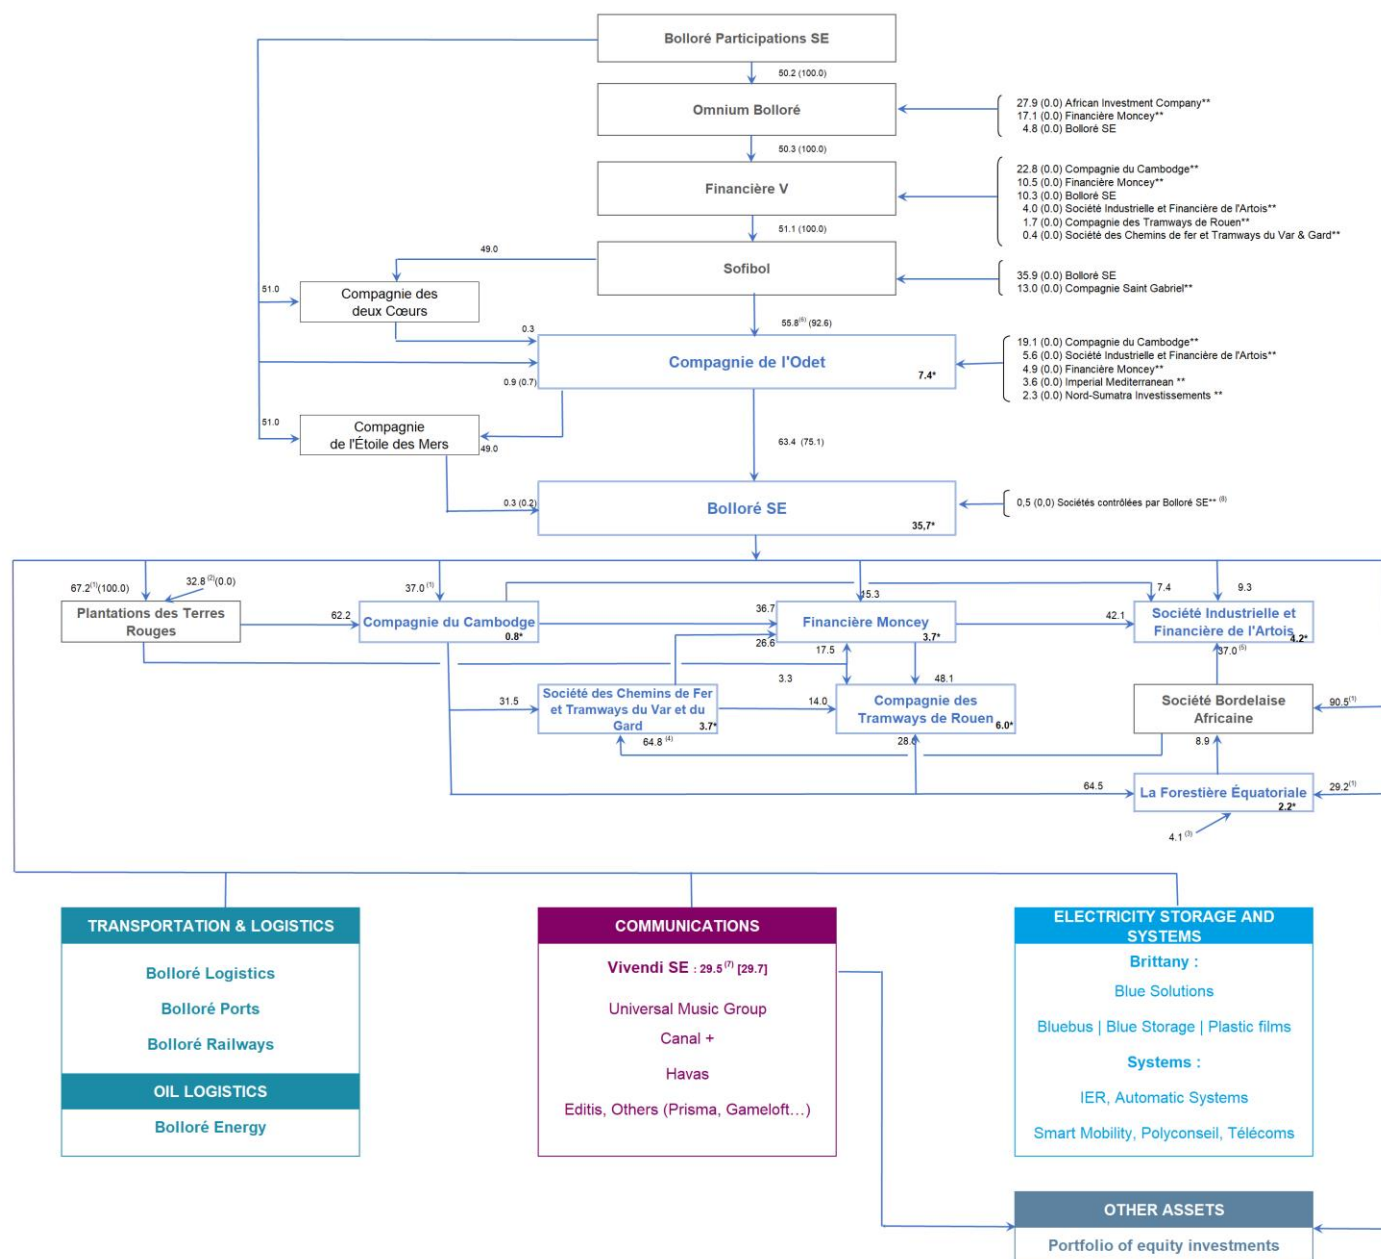 Bolloré Participations SE
50.2 (100.0)
Omnium Bolloré
27.9 (0.0) African Investment Company**
17.1 (0.0) Financière Moncey**
4.8 (0.0) Bolloré SE
50.3 (100.0)
Financière V
22.8 (0.0) Compagnie du Cambodge**
10.5 (0.0) Financière Moncey**
10.3 (0.0) Bolloré SE
4.0 (0.0) Société Industrielle et Financière de l'Artois**
1.7 (0.0) Compagnie des Tramways de Rouen**
0.4 (0.0) Société des Chemins de fer et Tramways du Var & Gard**
51.1 (100.0)
49.0
Sofibol
35.9 (0.0) Bolloré SE
13.0 (0.0) Compagnie Saint Gabriel**
51.0
Compagnie des
deux Cœurs
0.3
55.8(6) (92.6)
Compagnie de l'Odet
7.4*
19.1 (0.0) Compagnie du Cambodge**
5.6 (0.0) Société Industrielle et Financière de l'Artois**
4.9 (0.0) Financière Moncey**
3.6 (0.0) Imperial Mediterranean **
2.3 (0.0) Nord-Sumatra Investissements **
0.9 (0.7)
51.0
Compagnie
de l'Étoile des Mers
49.0
63.4 (75.1)
0.3 (0.2)
Bolloré SE
35,7*
0,5 (0,0) Sociétés contrôlées par Bolloré SE** (8)
67.2(1)(100.0)
32.8(2)(0.0)
37.0(1)
15.3
7.4
9.3
Plantations des Terres
Rouges
62.2
Compagnie du Cambodge
0.8*
36.7
Financière Moncey
3.7*
42.1
Société Industrielle et
Financière de l'Artois
4.2*
26.6
17.5
37.0(5)
3.3
48.1
31.5
Société des Chemins de Fer
et Tramways du Var et du
Gard
3.7*
14.0
Compagnie des
Tramways de Rouen
6.0*
Société Bordelaise
Africaine
90.5(1)
64.8 (4)
8.9
64.5
La Forestière Équatoriale
2.2*
29.2(1)
4.1 (3)
TRANSPORTATION & LOGISTICS
Bolloré Logistics
Bolloré Ports
Bolloré Railways
OIL LOGISTICS
Bolloré Energy
COMMUNICATIONS
Vivendi SE : 29.5(7) [29.7]
Universal Music Group
Canal +
Havas
Editis, Others (Prisma, Gameloft…)
ELECTRICITY STORAGE AND
SYSTEMS
Brittany :
Blue Solutions
Bluebus | Blue Storage | Plastic films
Systems :
IER, Automatic Systems
Smart Mobility, Polyconseil, Télécoms
OTHER ASSETS
Portfolio of equity investments